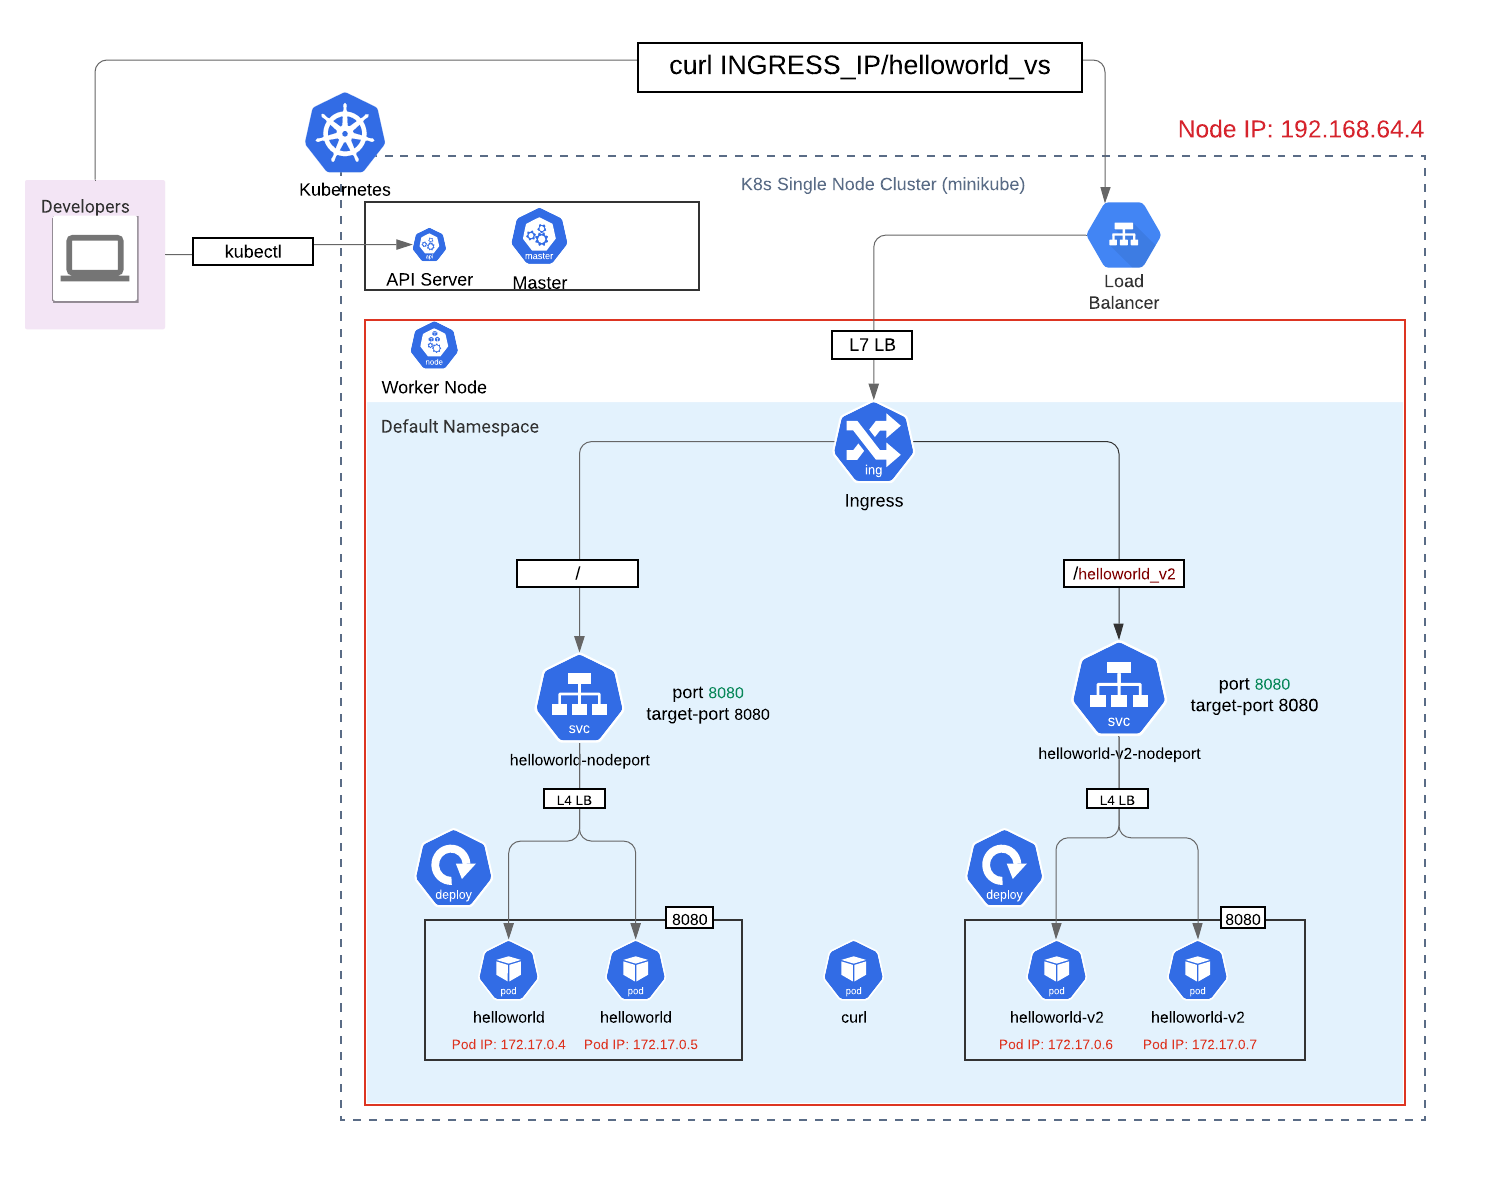 curl INGRESS_IP/helloworld_vs
Node IP: 192.168.64.4
Kubernetes
K8s Single Node Cluster (minikube)
Developers
kubectl
api
API Server
master
Master
Load
Balancer
L7 LB
node
Worker Node
Default Namespace
ing
Ingress
/
/helloworld_v2
svc
port 8080
target-port 8080
helloworld-nodeport
svc
port 8080
target-port 8080
helloworld-v2-nodeport
L4 LB
L4 LB
deploy
deploy
8080
8080
pod
helloworld
Pod IP: 172.17.0.4
pod
helloworld
Pod IP: 172.17.0.5
pod
curl
pod
helloworld-v2
Pod IP: 172.17.0.6
pod
helloworld-v2
Pod IP: 172.17.0.7